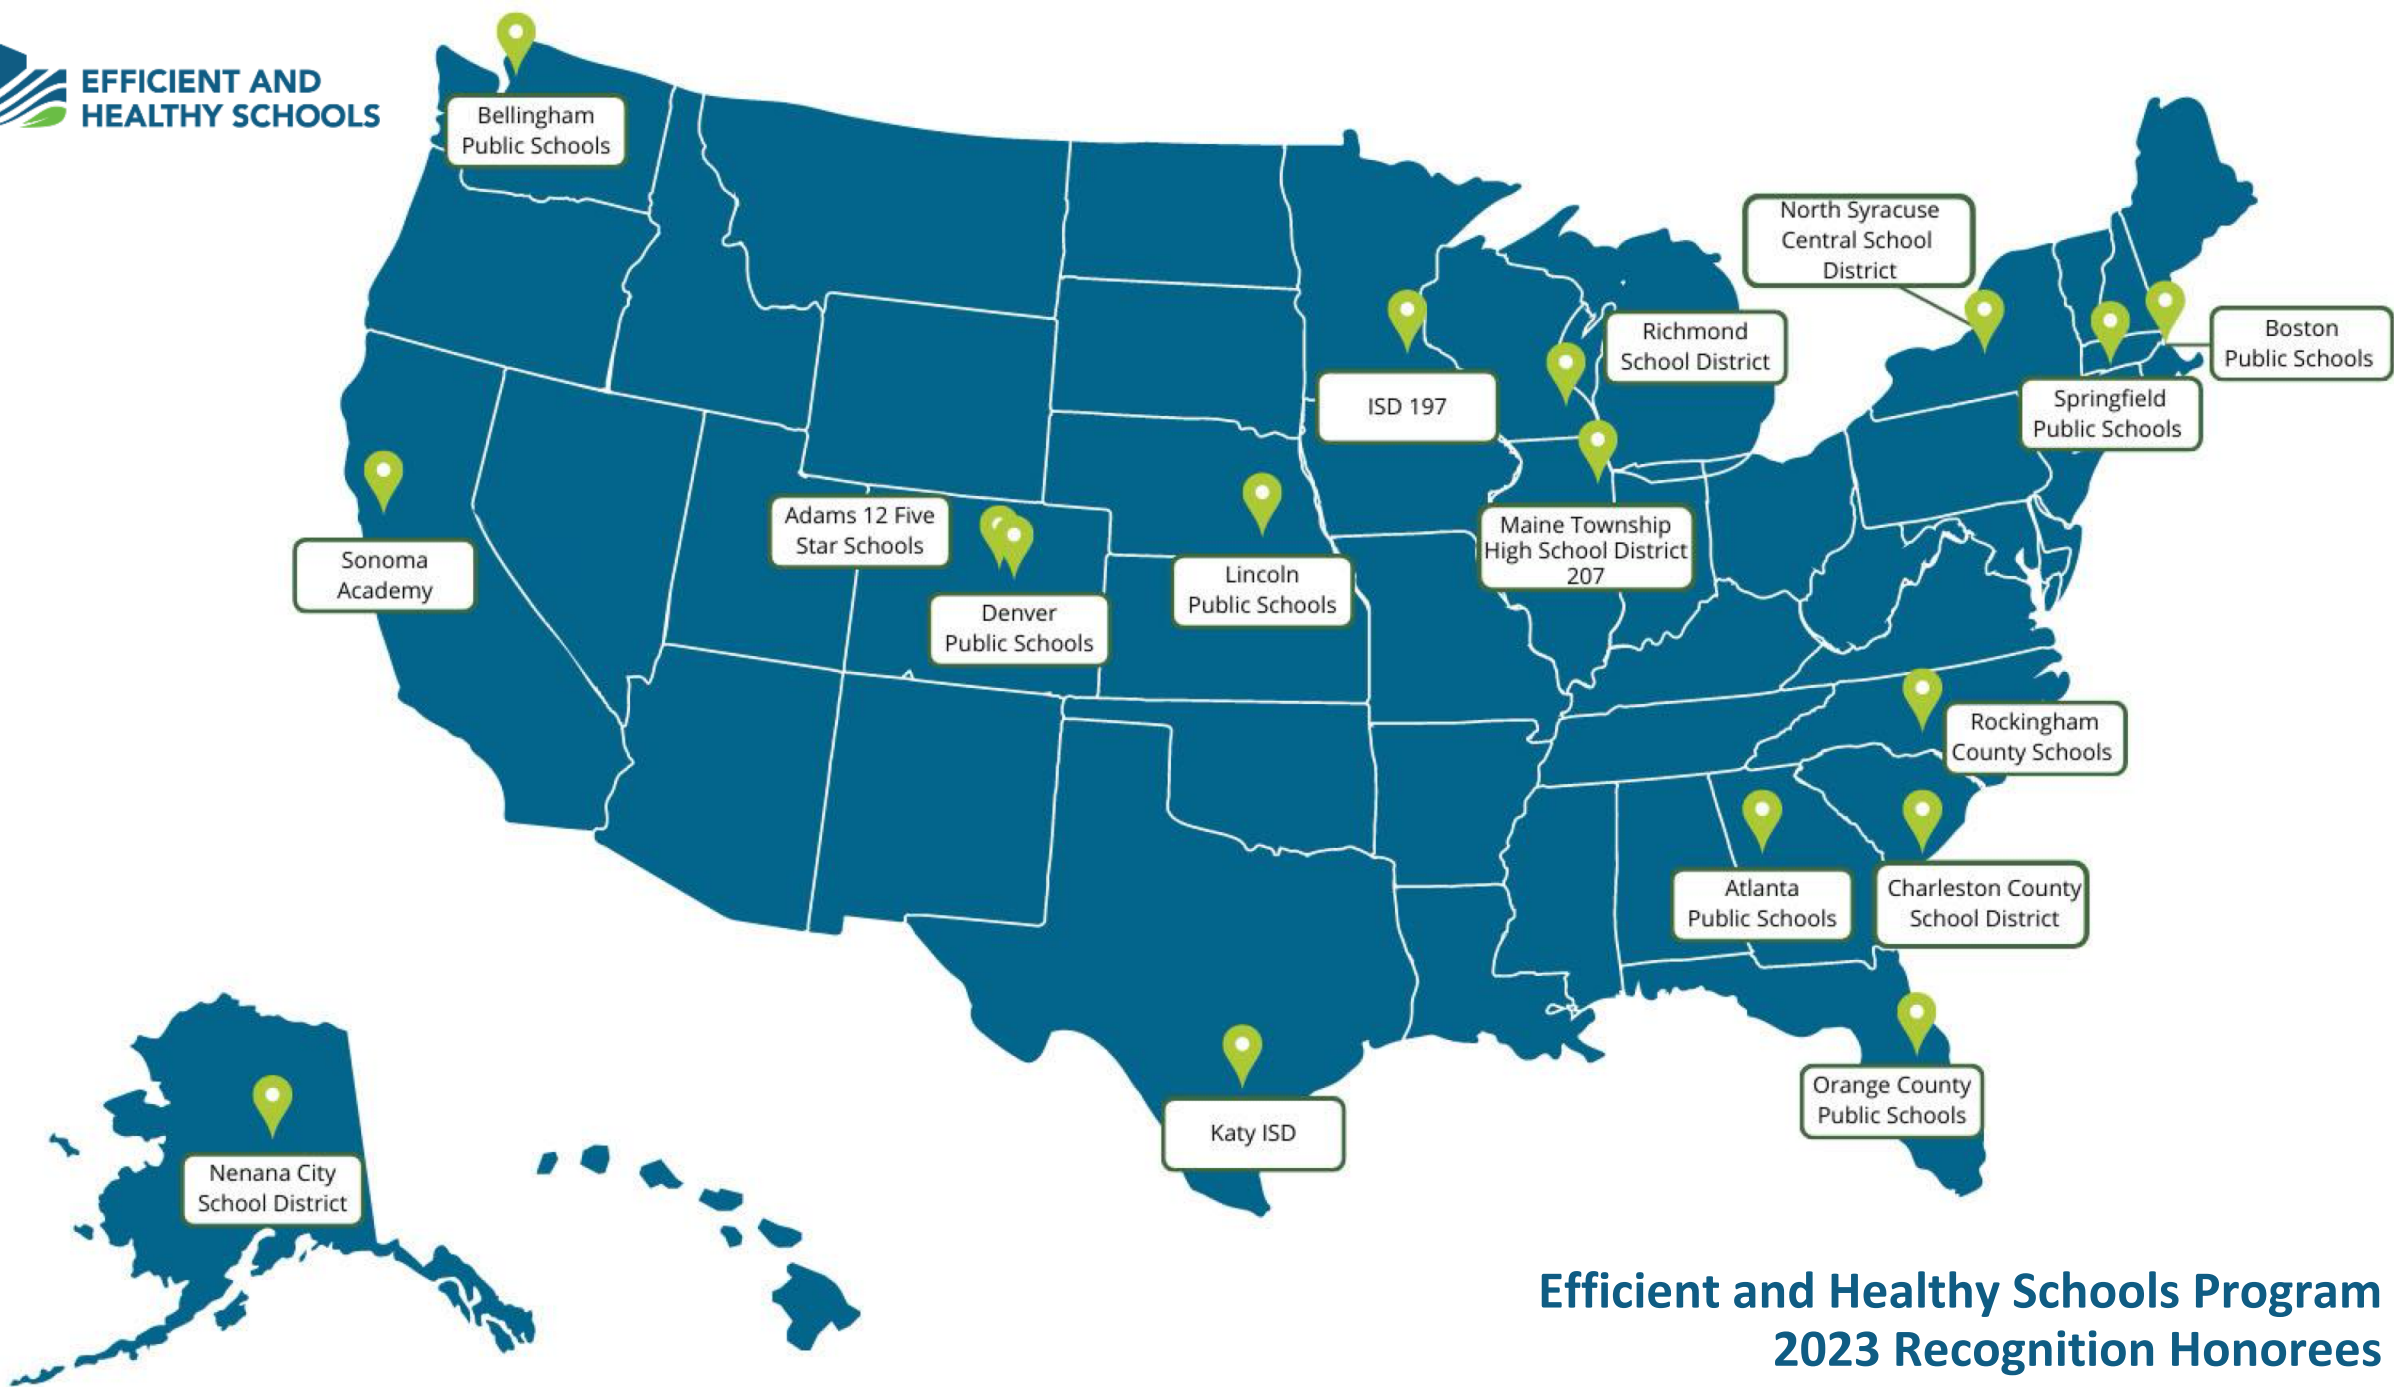 EFFICIENT AND
HEALTHY SCHOOLS
Bellingham
Public Schools
North Syracuse
Central School
District
Richmond
School District
Boston
Public Schools
ISD 197
Springfield
Public Schools
Adams 12 Five
Star Schools
Maine Township
High School District
207
Sonoma
Academy
Lincoln
Public Schools
Denver
Public Schools
Rockingham
County Schools
Atlanta
Public Schools
Charleston County
School District
Orange County
Public Schools
Katy ISD
Nenana City
School District
Efficient and Healthy Schools Program
2023 Recognition Honorees